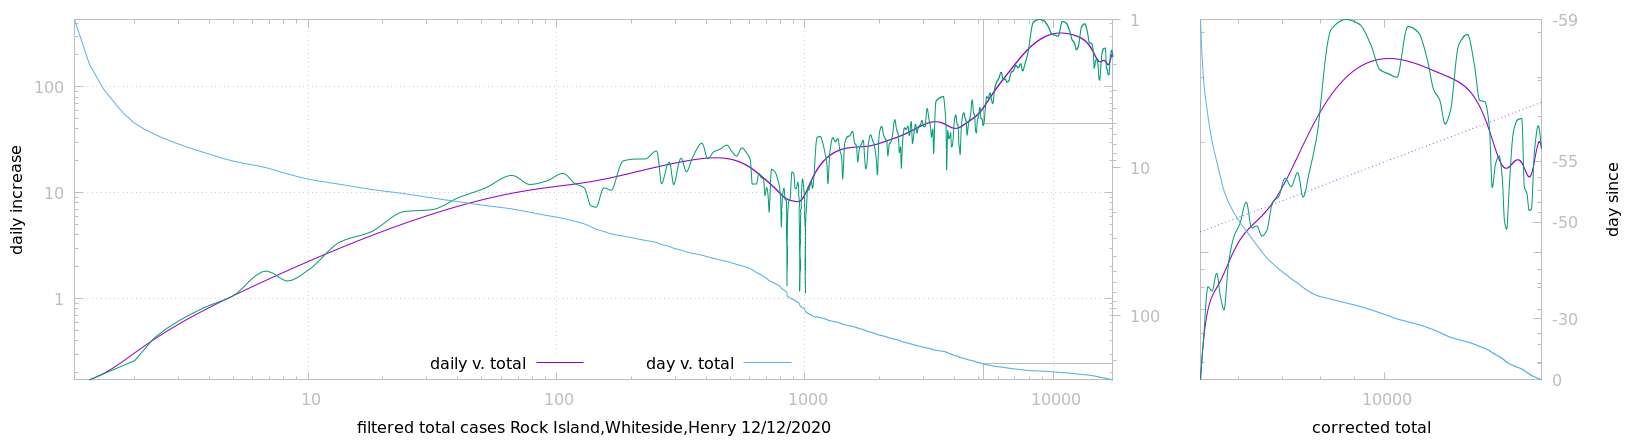 daily increase
100
10
1
daily v. total
day v. total
1
10
100
10
100
1000
10000
filtered total cases Rock Island,Whiteside,Henry 12/12/2020
-59
-55
-50
-30
0
day since
10000
corrected total